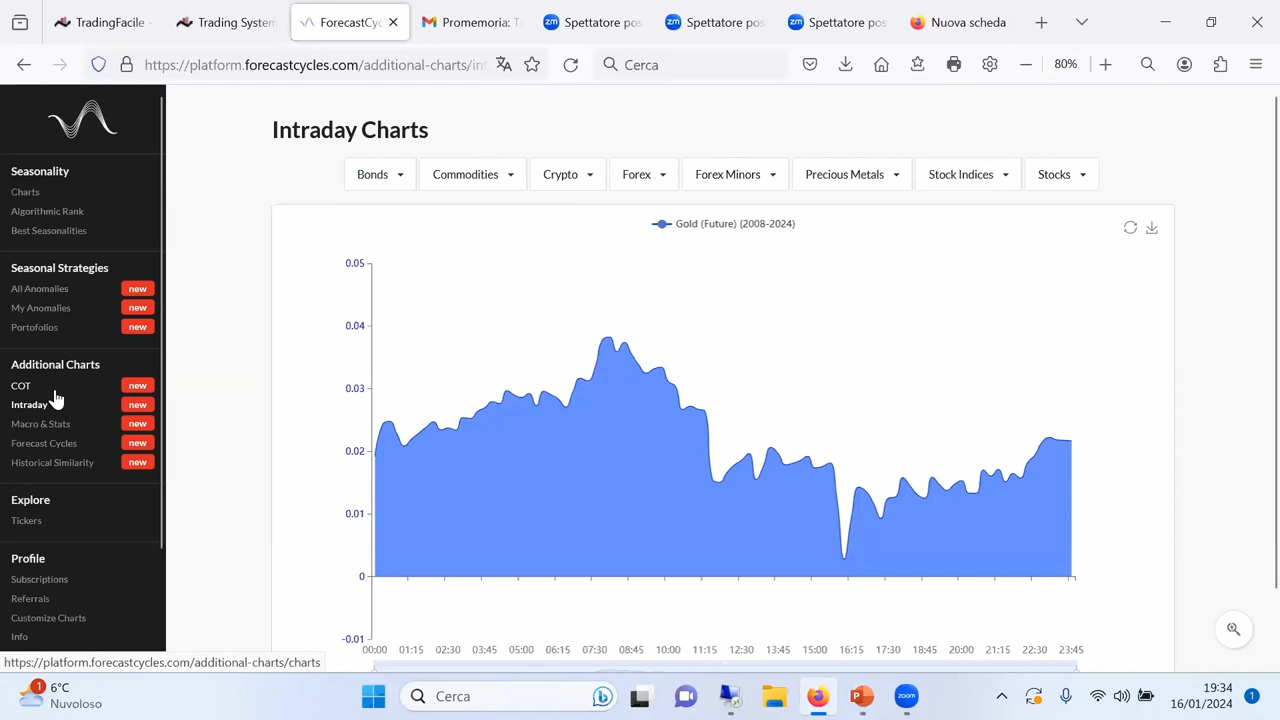 TradingFacile -
Trading System
ForecastCyc
Promemoria: T
Spettatore pos
Spettatore pos
Spettatore pos
Nuova scheda
https://platform.forecastcycles.com/additional-charts/int
Cerca
80%
Seasonality
Charts
Algorithmic Rank
Best Seasonalities
Seasonal Strategies
All Anomalies new
My Anomalies new
Portofolios new
Additional Charts
COT new
Intraday new
Macro & Stats new
Forecast Cycles new
Historical Similarity new
Explore
Tickers
Profile
Subscriptions
Referrals
Customize Charts
Info
Intraday Charts
Bonds Commodities Crypto Forex Forex Minors Precious Metals Stock Indices Stocks
Gold (Future) (2008-2024)
0.05
0.04
0.03
0.02
0.01
0
-0.01
00:00 01:15 02:30 03:45 05:00 06:15 07:30 08:45 10:00 11:15 12:30 13:45 15:00 16:15 17:30 18:45 20:00 21:15 22:30 23:45
https://platform.forecastcycles.com/additional-charts/charts
1
6°C
Nuvoloso
Cerca
zoom
19:34
16/01/2024
1